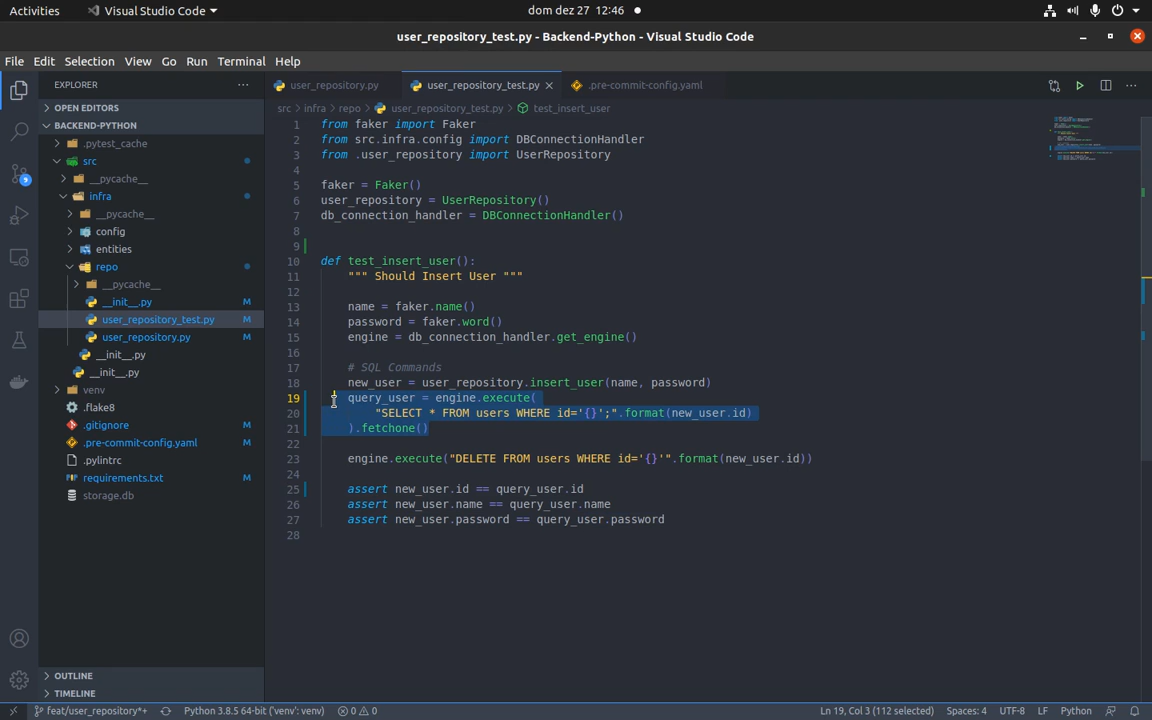 Activities Visual Studio Code dom dez 27 12:46
user_repository_test.py - Backend-Python - Visual Studio Code
File Edit Selection View Go Run Terminal Help
EXPLORER
OPEN EDITORS
BACKEND-PYTHON
.pytest_cache
src
__pycache__
infra
__pycache__
config
entities
repo
__pycache__
__init__.py M
user_repository_test.py M
user_repository.py M
__init__.py
__init__.py
venv
.flake8
.gitignore M
.pre-commit-config.yaml M
.pylintrc
requirements.txt M
storage.db
OUTLINE
TIMELINE
user_repository.py user_repository_test.py .pre-commit-config.yaml
src infra repo user_repository_test.py test_insert_user
1 from faker import Faker
2 from src.infra.config import DBConnectionHandler
3 from .user_repository import UserRepository
4
5 faker = Faker()
6 user_repository = UserRepository()
7 db_connection_handler = DBConnectionHandler()
8
9
10 def test_insert_user():
11 """ Should Insert User """
12
13 name = faker.name()
14 password = faker.word()
15 engine = db_connection_handler.get_engine()
16
17 # SQL Commands
18 new_user = user_repository.insert_user(name, password)
19 query_user = engine.execute(
20 "SELECT * FROM users WHERE id='{}';".format(new_user.id)
21 ).fetchone()
22
23 engine.execute("DELETE FROM users WHERE id='{}'".format(new_user.id))
24
25 assert new_user.id == query_user.id
26 assert new_user.name == query_user.name
27 assert new_user.password == query_user.password
28
feat/user_repository*+ Python 3.8.5 64-bit ('venv': venv) 0 0 Ln 19, Col 3 (112 selected) Spaces: 4 UTF-8 LF Python